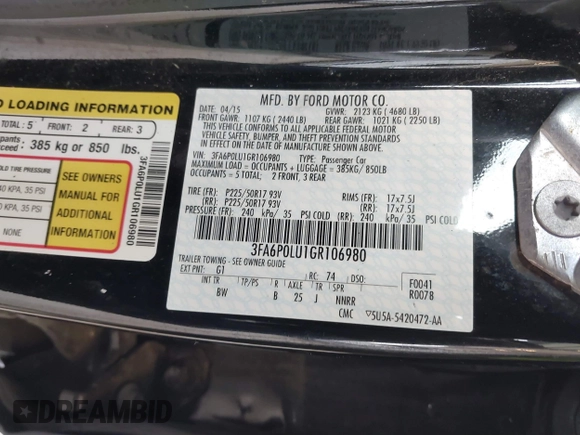 D LOADING INFORMATION
TOTAL: 5 FRONT: 2 REAR: 3
pants
ceed: 385 kg or 850 lbs.
OLD TIRE PRESSURE
40 KPA, 35 PSI
0 KPA, 35 PSI
NONE
SEE OWNERS
MANUAL FOR
ADDITIONAL
INFORMATION
3FA6P0LU1GR106980
MFD. BY FORD MOTOR CO.
DATE: 04/15 GVWR: 2123 KG ( 4680 LB)
FRONT GAWR: 1107 KG ( 2440 LB) REAR GAWR: 1021 KG ( 2250 LB)
THIS VEHICLE CONFORMS TO ALL APPLICABLE FEDERAL MOTOR
VEHICLE SAFETY, BUMPER, AND THEFT PREVENTION STANDARDS
IN EFFECT ON THE DATE OF MANUFACTURE SHOWN ABOVE.
VIN: 3FA6P0LU1GR106980 TYPE: Passenger Car
MAXIMUM LOAD = OCCUPANTS + LUGGAGE = 385KG/ 850LB
OCCUPANTS = 5 TOTAL; 2 FRONT, 3 REAR
TIRE (FR): P225/50R17 93V RIMS (FR): 17x7.5J
(RR): P225/50R17 93V (RR): 17x7.5J
PRESSURE (FR): 240 kPa/ 35 PSI COLD (RR): 240 kPa/ 35 PSI COLD
3FA6P0LU1GR106980
TRAILER TOWING - SEE OWNER GUIDE
EXT PNT: G1 RC: 74 DSO: F0041
INT TR TP/PS R AXLE TR SPR R0078
BW B 25 J NNRR
CMC 5U5A-5420472-AA
DREAMBID